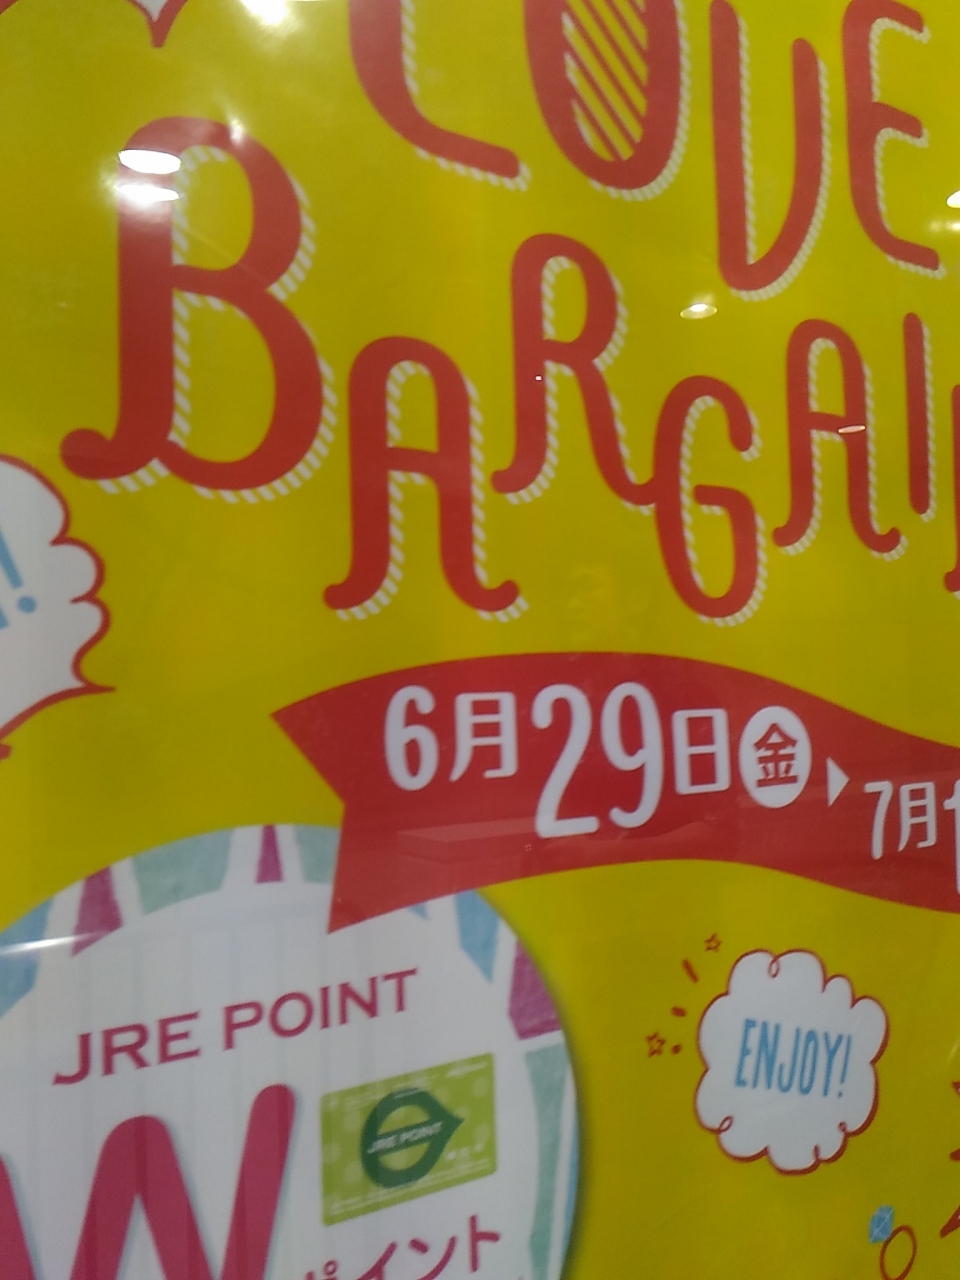 LOVE
BARGAI
6月29日㊎▶7月1
ENJOY!
JRE POINT
W
JRE POINT
ポイント